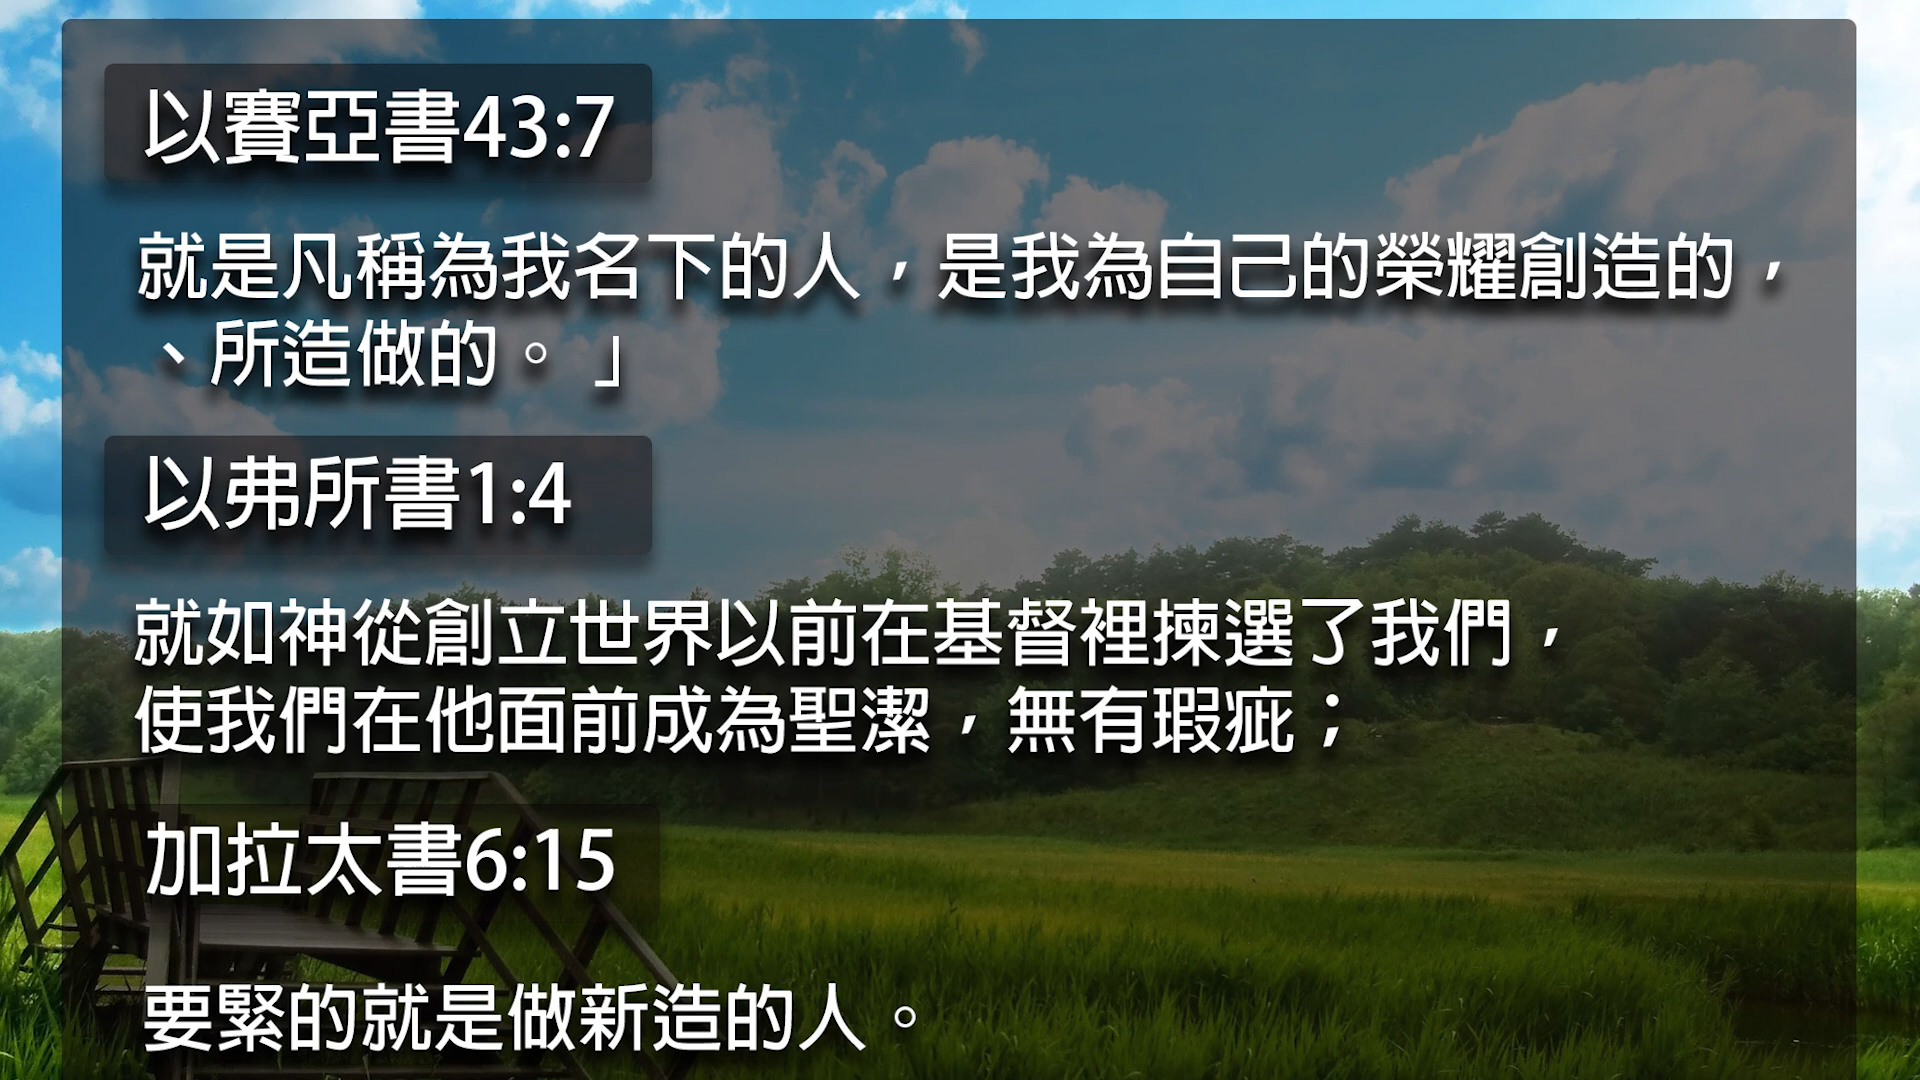 以賽亞書43:7
就是凡稱為我名下的人，是我為自己的榮耀創造的，
、所造做的。」
以弗所書1:4
就如神從創立世界以前在基督裡揀選了我們，
使我們在他面前成為聖潔，無有瑕疵；
加拉太書6:15
要緊的就是做新造的人。